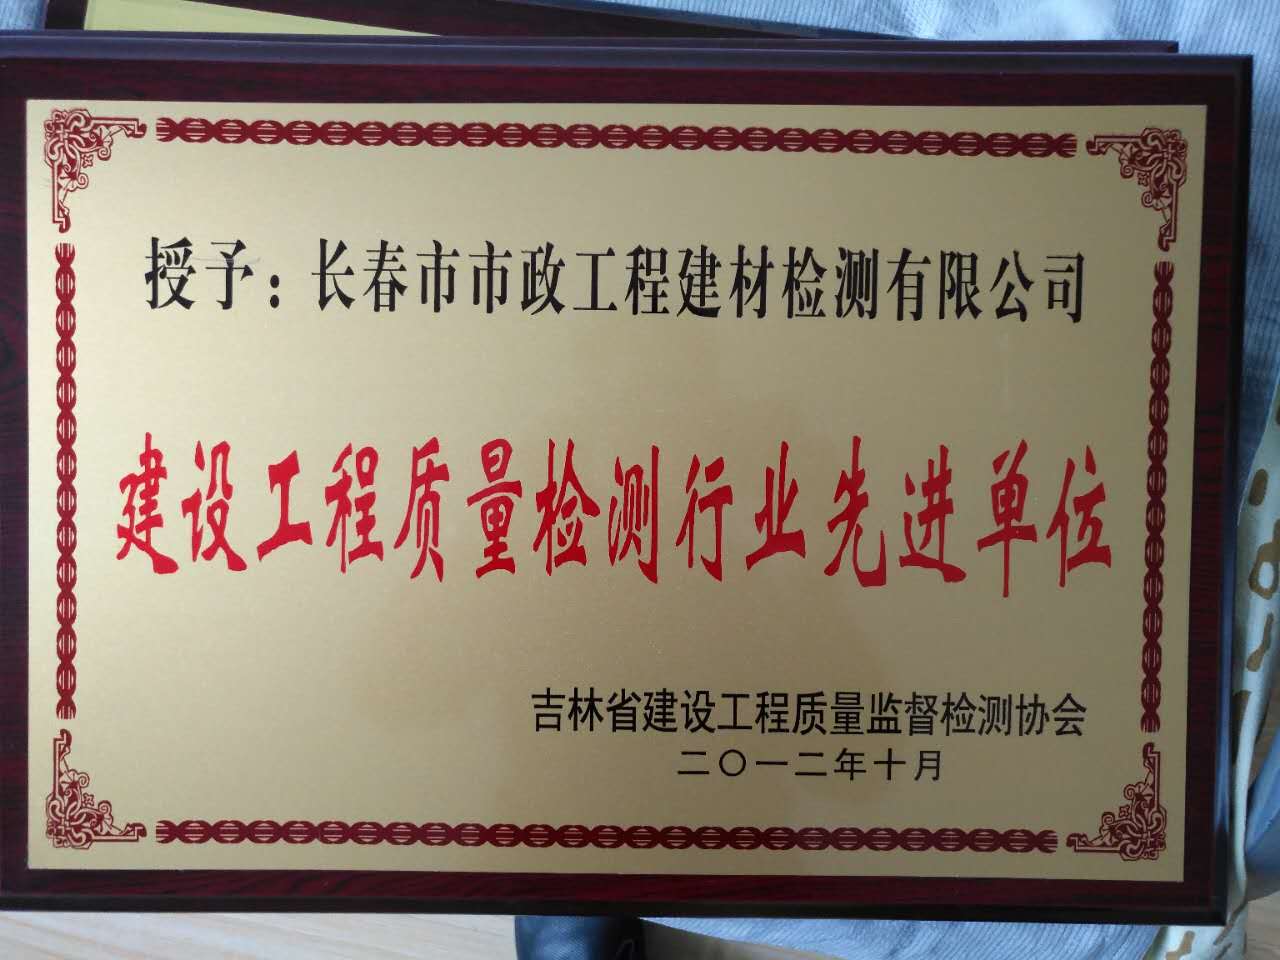 授予：长春市市政工程建材检测有限公司
建设工程质量检测行业先进单位
吉林省建设工程质量监督检测协会
二〇一二年十月